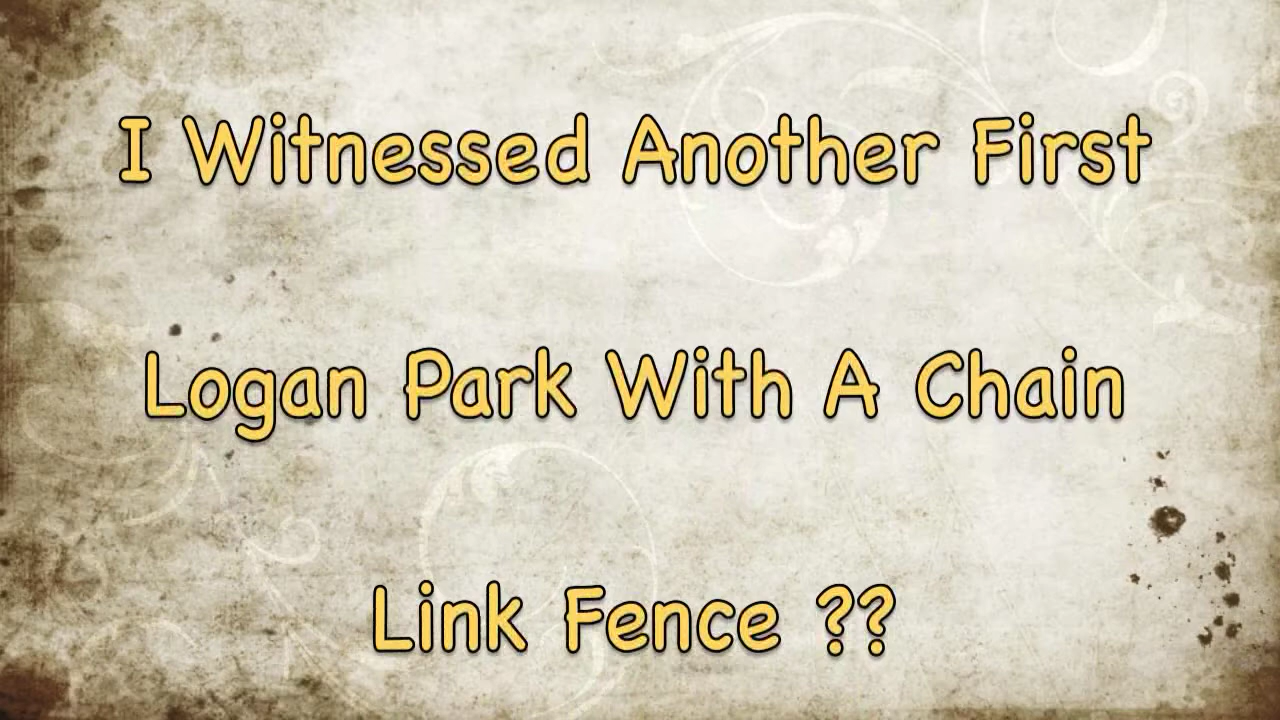 I Witnessed Another First
Logan Park With A Chain
Link Fence ??